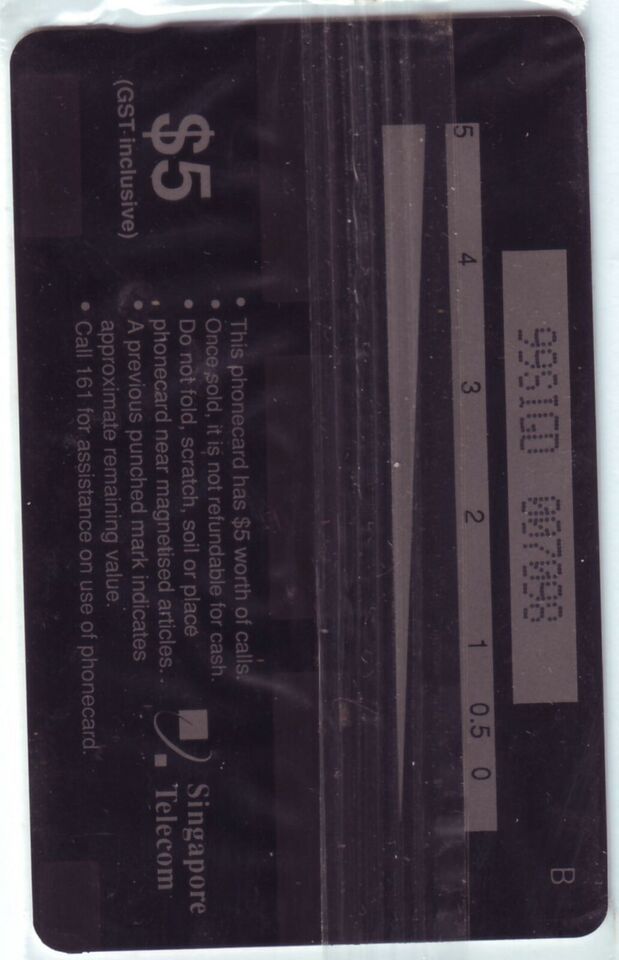 B
99SIGD 007098
5 4 3 2 1 0.5 0
$5
(GST-inclusive)
• This phonecard has $5 worth of calls.
• Once sold, it is not refundable for cash.
• Do not fold, scratch, soil or place
phonecard near magnetised articles.
• A previous punched mark indicates
approximate remaining value.
• Call 161 for assistance on use of phonecard.
Singapore
Telecom